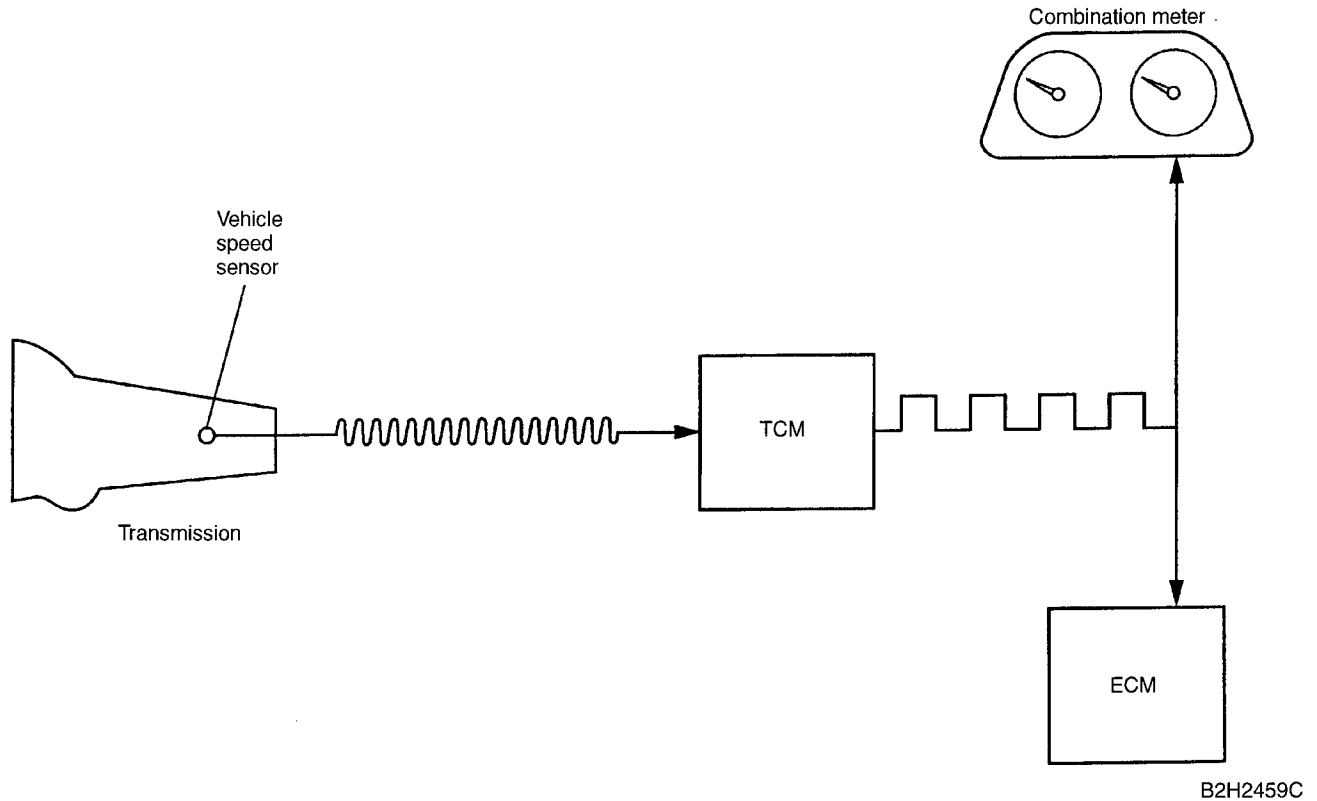 Combination meter
Vehicle
speed
sensor
TCM
Transmission
ECM
B2H2459C